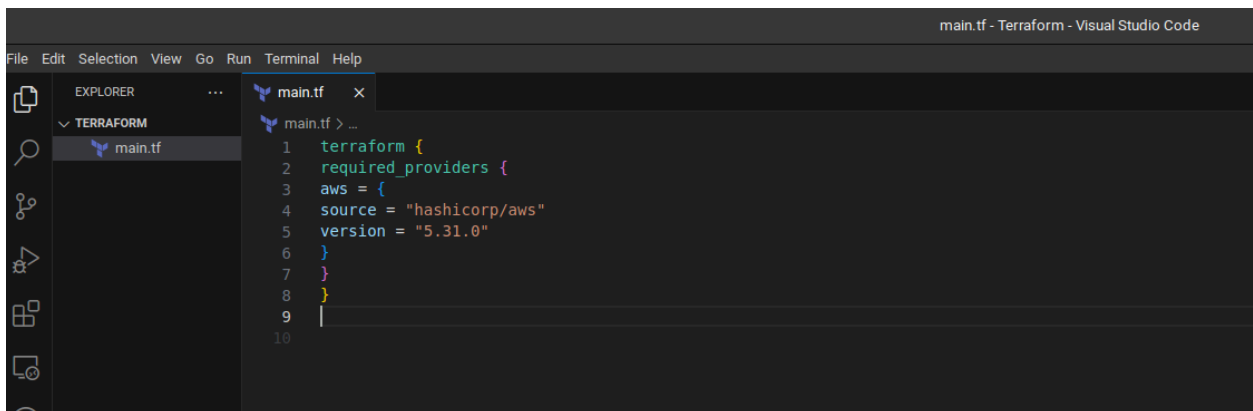 main.tf - Terraform - Visual Studio Code
File Edit Selection View Go Run Terminal Help
EXPLORER ...
TERRAFORM
main.tf
main.tf ×
main.tf > ...
1 terraform {
2 required_providers {
3 aws = {
4 source = "hashicorp/aws"
5 version = "5.31.0"
6 }
7 }
8 }
9
10